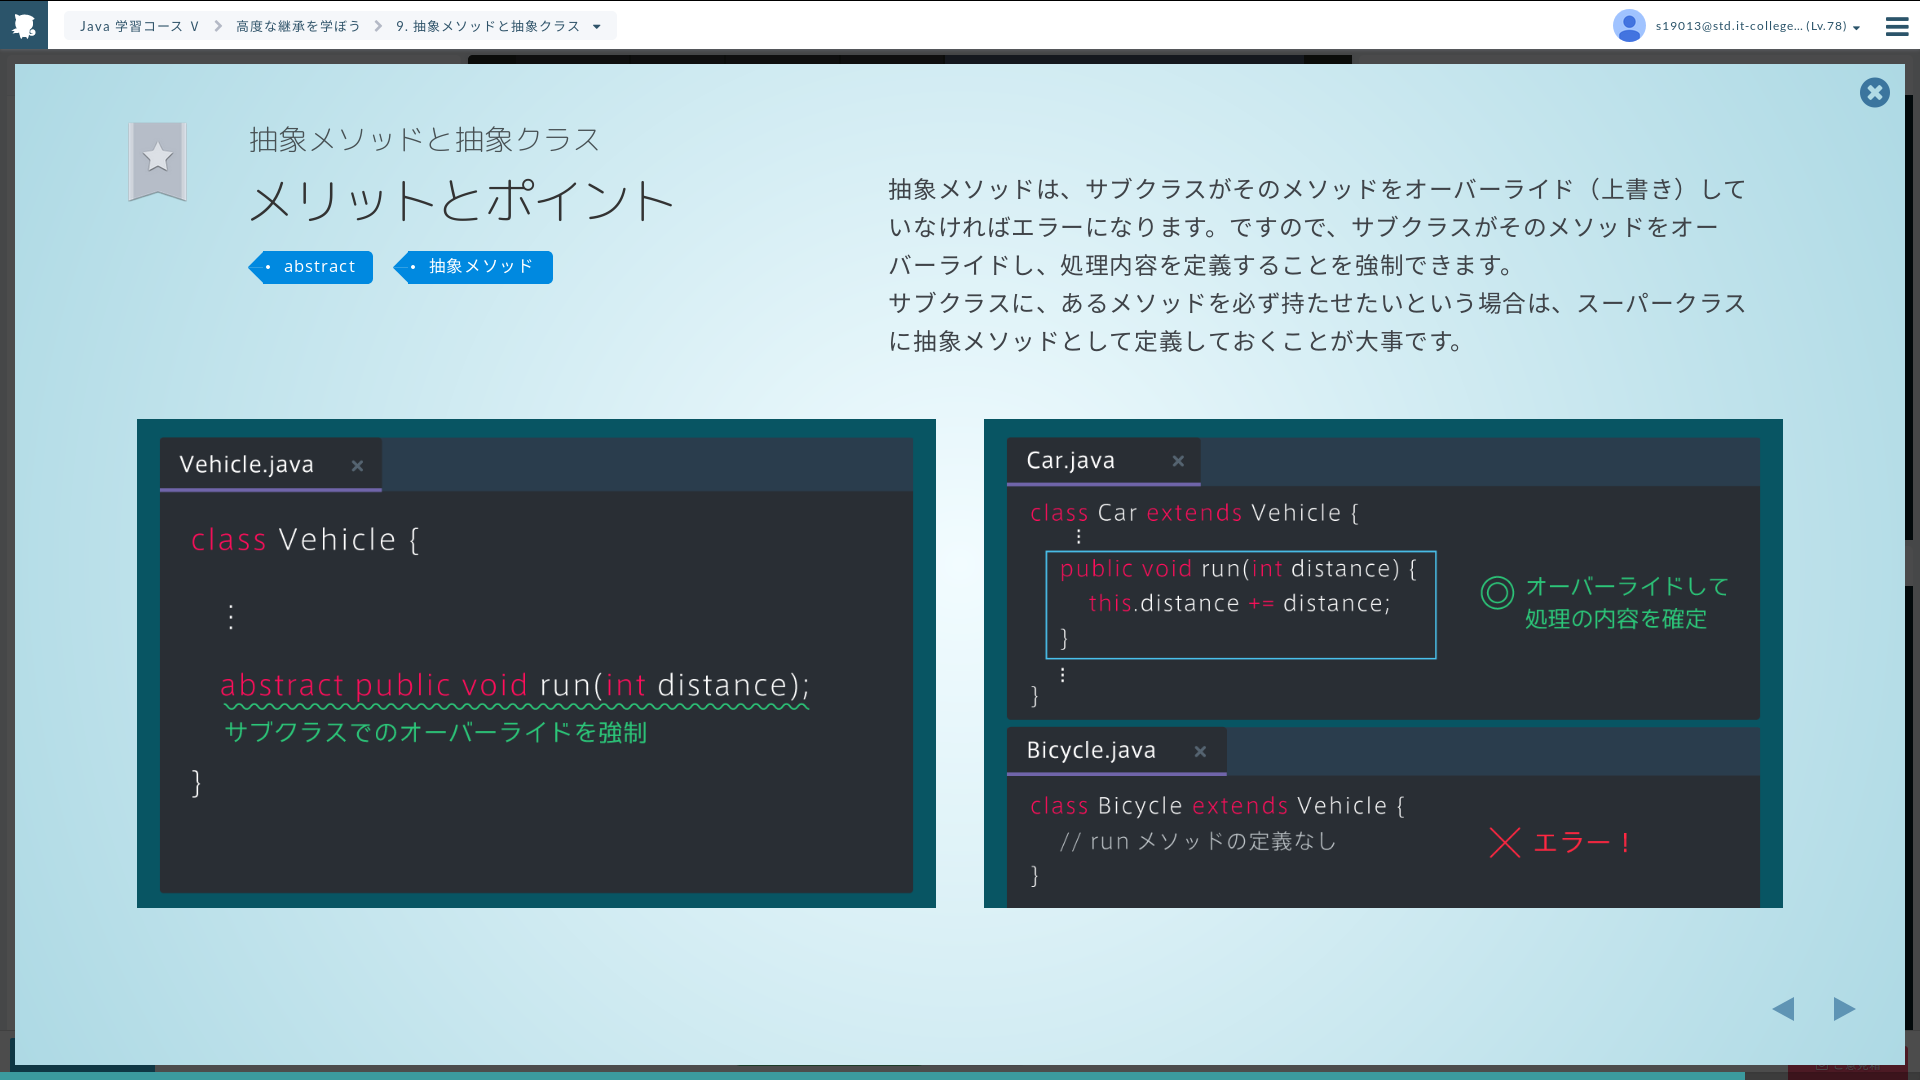 Java 学習コース Ⅴ
高度な継承を学ぼう
9. 抽象メソッドと抽象クラス
s19013@std.it-college... (Lv.78)
抽象メソッドと抽象クラス
メリットとポイント
abstract
抽象メソッド
抽象メソッドは、サブクラスがそのメソッドをオーバーライド（上書き）して
いなければエラーになります。ですので、サブクラスがそのメソッドをオー
バーライドし、処理内容を定義することを強制できます。
サブクラスに、あるメソッドを必ず持たせたいという場合は、スーパークラス
に抽象メソッドとして定義しておくことが大事です。
Vehicle.java
class Vehicle {
⋮
abstract public void run(int distance);
サブクラスでのオーバーライドを強制
}
Car.java
class Car extends Vehicle {
⋮
public void run(int distance) {
this.distance += distance;
}
⋮
}
◎ オーバーライドして
処理の内容を確定
Bicycle.java
class Bicycle extends Vehicle {
// run メソッドの定義なし
}
エラー！